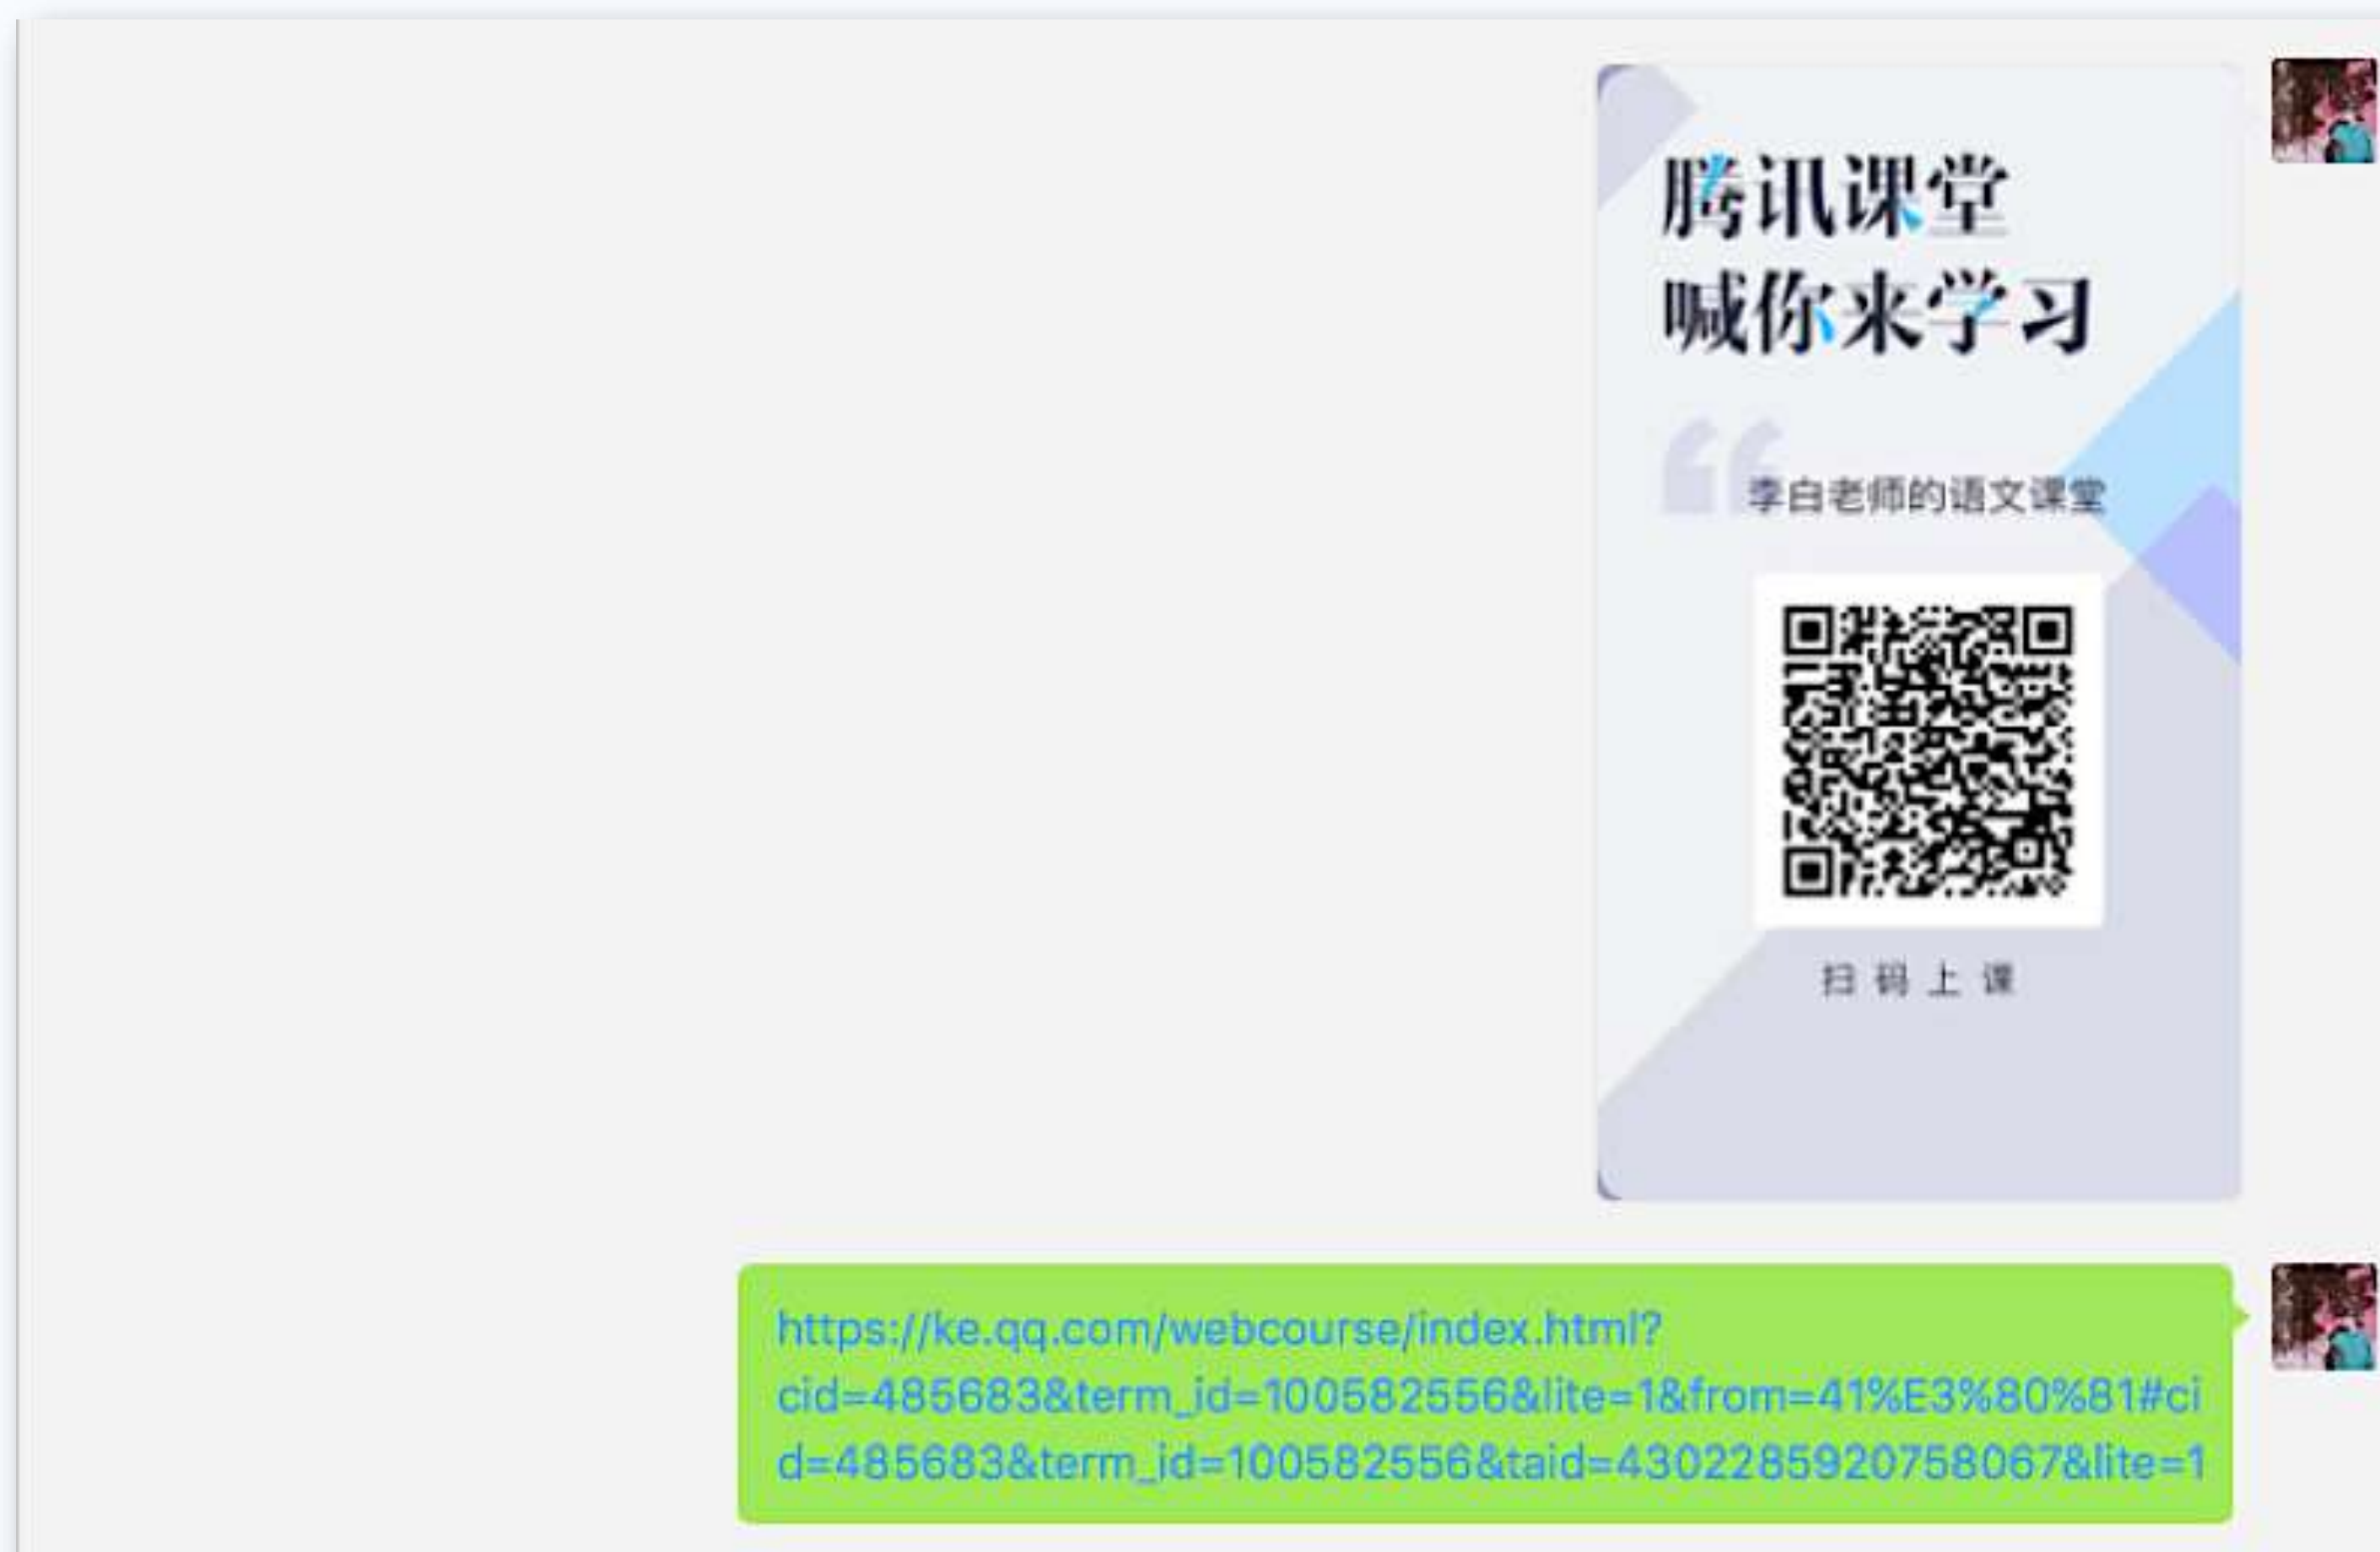 腾讯课堂
喊你来学习
李白老师的语文课堂
扫码上课
https://ke.qq.com/webcourse/index.html?
cid=485683&term_id=100582556&lite=1&from=41%E3%80%81#ci
d=485683&term_id=100582556&taid=4302285920758067&lite=1